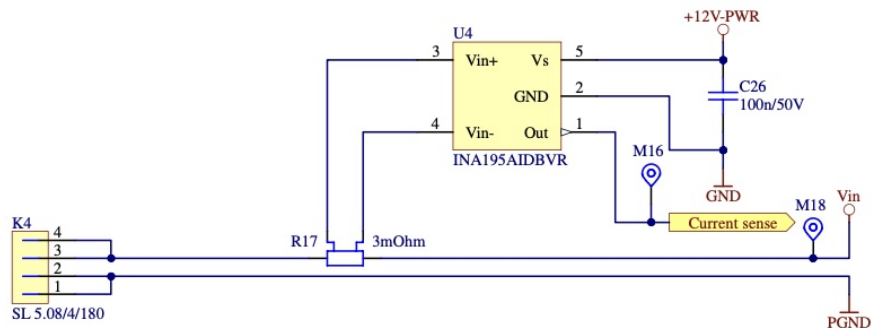 +12V-PWR
U4
3 Vin+ Vs 5
GND 2
4 Vin- Out 1
INA195AIDBVR
C26
100n/50V
M16
GND
Vin
M18
Current sense
K4
4
3
2
1
R17 3mOhm
SL 5.08/4/180
PGND